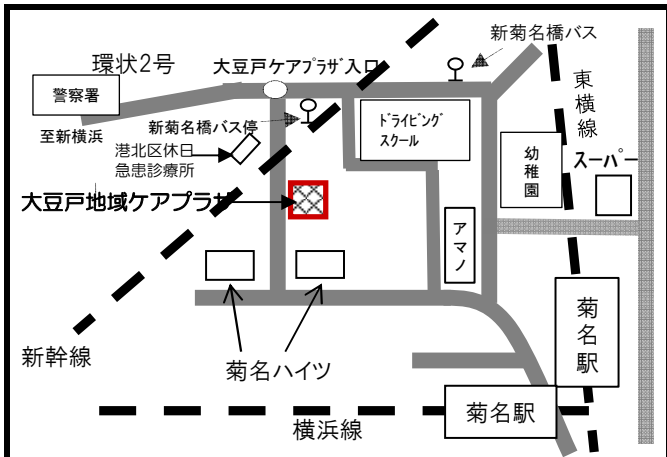 新菊名橋バス
環状2号
大豆戸ケアプラザ入口
警察署
至新横浜
新菊名橋バス停
港北区休日
急患診療所
ドライビング
スクール
東横線
幼稚園
スーパー
大豆戸地域ケアプラザ
アマノ
菊名駅
新幹線
菊名ハイツ
菊名駅
横浜線